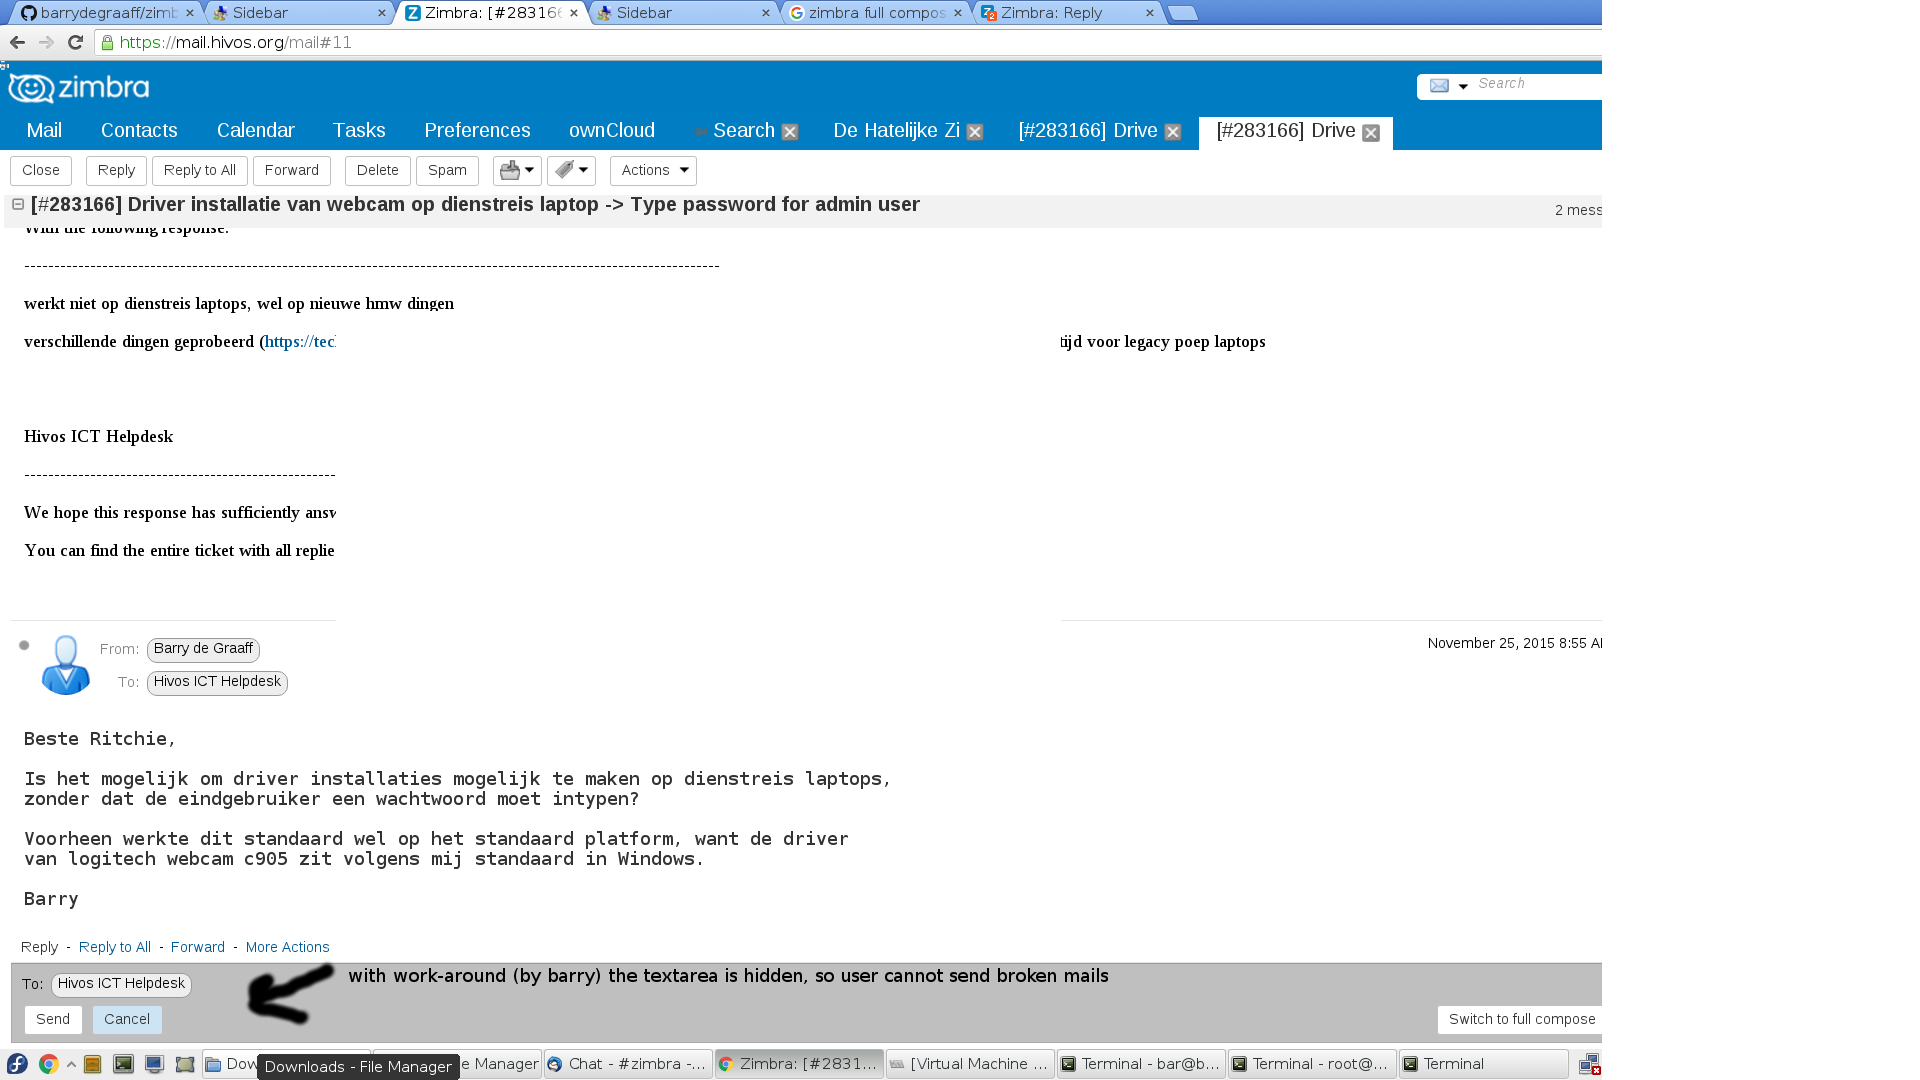 barrydegraaff/zimb
Sidebar
Zimbra: [#283166
Sidebar
zimbra full compos
Zimbra: Reply
https://mail.hivos.org/mail#11
zimbra
Search
Mail
Contacts
Calendar
Tasks
Preferences
ownCloud
Search
De Hatelijke Zi
[#283166] Drive
[#283166] Drive
Close
Reply
Reply to All
Forward
Delete
Spam
Actions
[#283166] Driver installatie van webcam op dienstreis laptop -> Type password for admin user
2 mess
With the following response:
--------------------------------------------------------------------------------------------------------------------
werkt niet op dienstreis laptops, wel op nieuwe hmw dingen
verschillende dingen geprobeerd (https://tec
tijd voor legacy poep laptops
Hivos ICT Helpdesk
----------------------------------------------------
We hope this response has sufficiently answ
You can find the entire ticket with all replie
From: Barry de Graaff
November 25, 2015 8:55 AM
To: Hivos ICT Helpdesk
Beste Ritchie,
Is het mogelijk om driver installaties mogelijk te maken op dienstreis laptops,
zonder dat de eindgebruiker een wachtwoord moet intypen?
Voorheen werkte dit standaard wel op het standaard platform, want de driver
van logitech webcam c905 zit volgens mij standaard in Windows.
Barry
Reply - Reply to All - Forward - More Actions
with work-around (by barry) the textarea is hidden, so user cannot send broken mails
To: Hivos ICT Helpdesk
Send
Cancel
Switch to full compose
Dow
Downloads - File Manager
e Manager
Chat - #zimbra -...
Zimbra: [#2831...
[Virtual Machine ...
Terminal - bar@b...
Terminal - root@...
Terminal